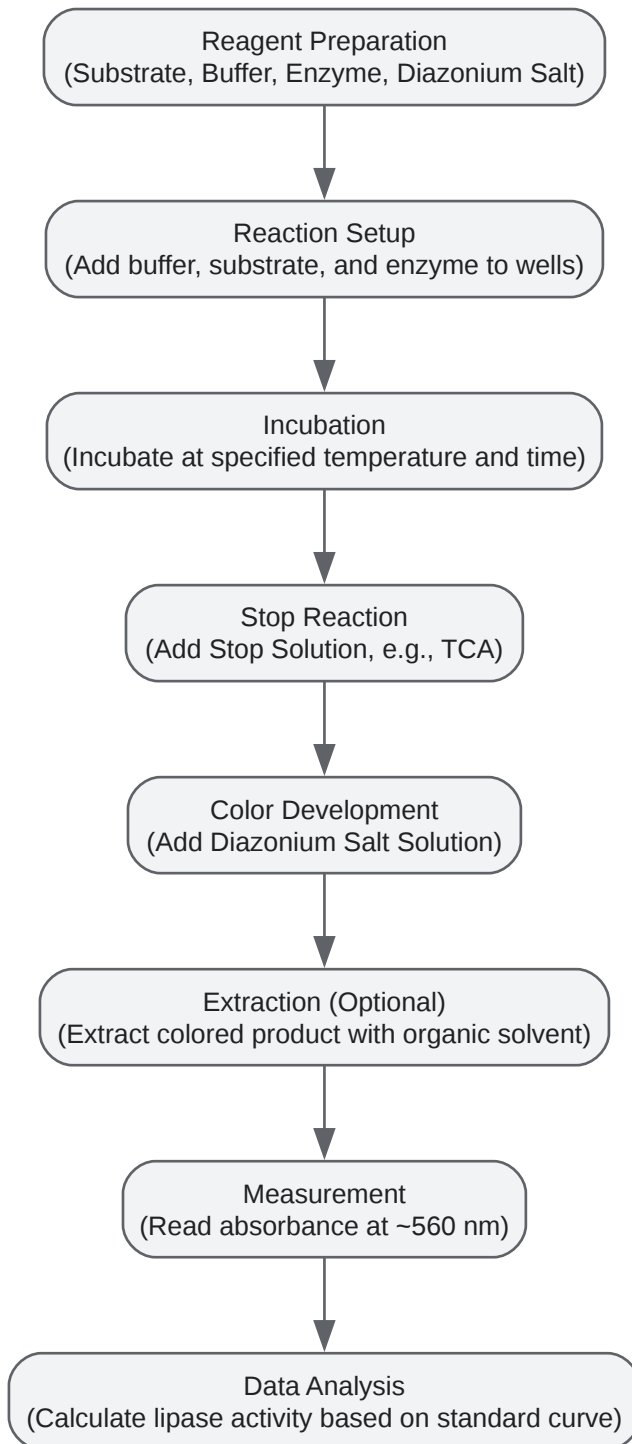 Reagent Preparation
(Substrate, Buffer, Enzyme, Diazonium Salt)
Reaction Setup
(Add buffer, substrate, and enzyme to wells)
Incubation
(Incubate at specified temperature and time)
Stop Reaction
(Add Stop Solution, e.g., TCA)
Color Development
(Add Diazonium Salt Solution)
Extraction (Optional)
(Extract colored product with organic solvent)
Measurement
(Read absorbance at ~560 nm)
Data Analysis
(Calculate lipase activity based on standard curve)